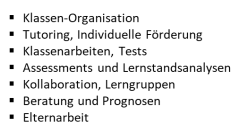 ▪ Klassen-Organisation
▪ Tutoring, Individuelle Förderung
▪ Klassenarbeiten, Tests
▪ Assessments und Lernstandsanalysen
▪ Kollaboration, Lerngruppen
▪ Beratung und Prognosen
▪ Elternarbeit